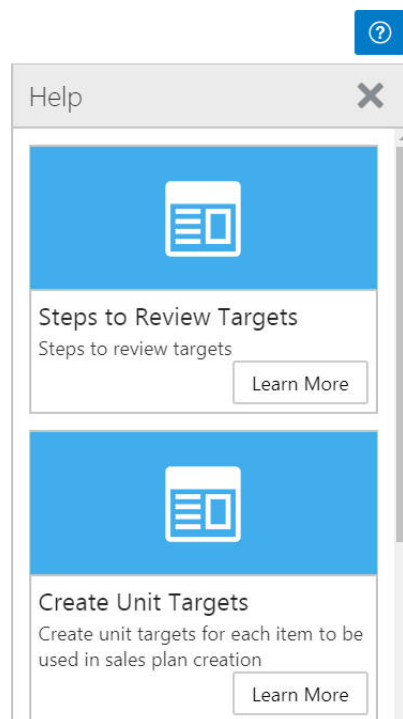 Help
Steps to Review Targets
Steps to review targets
Learn More
Create Unit Targets
Create unit targets for each item to be
used in sales plan creation
Learn More